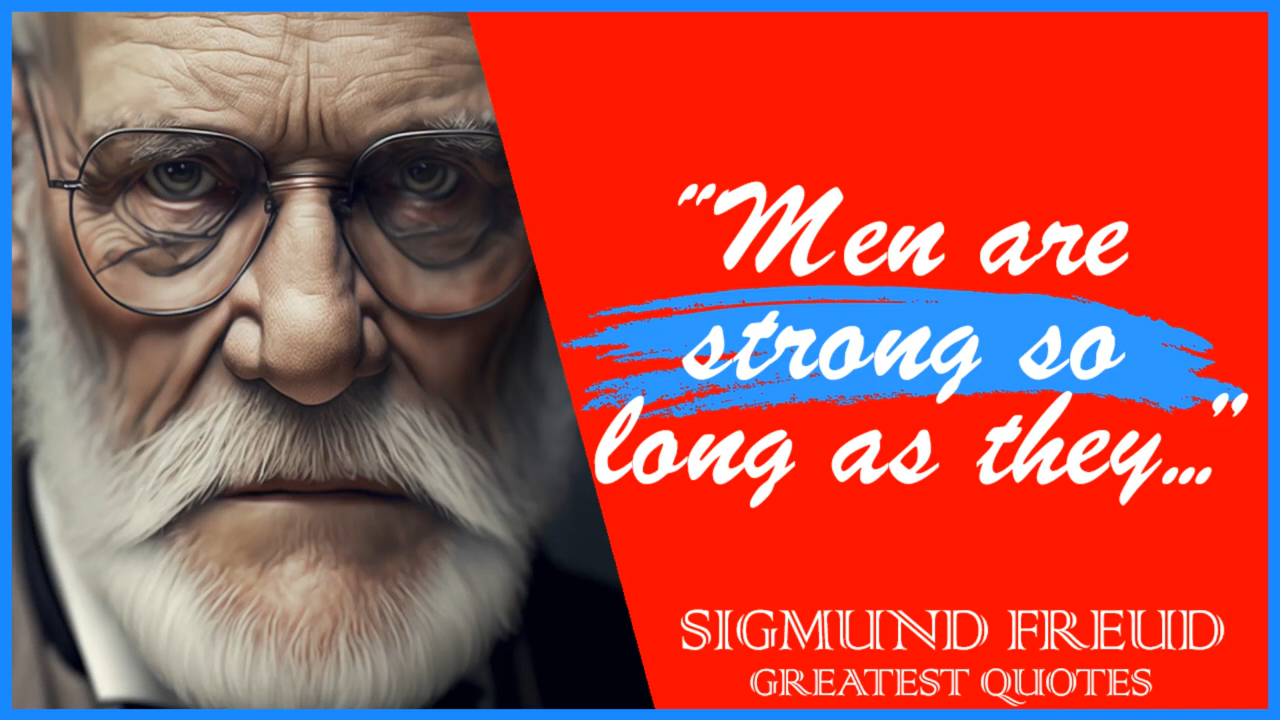 "Men are
strong so
long as they..."
SIGMUND FREUD
GREATEST QUOTES